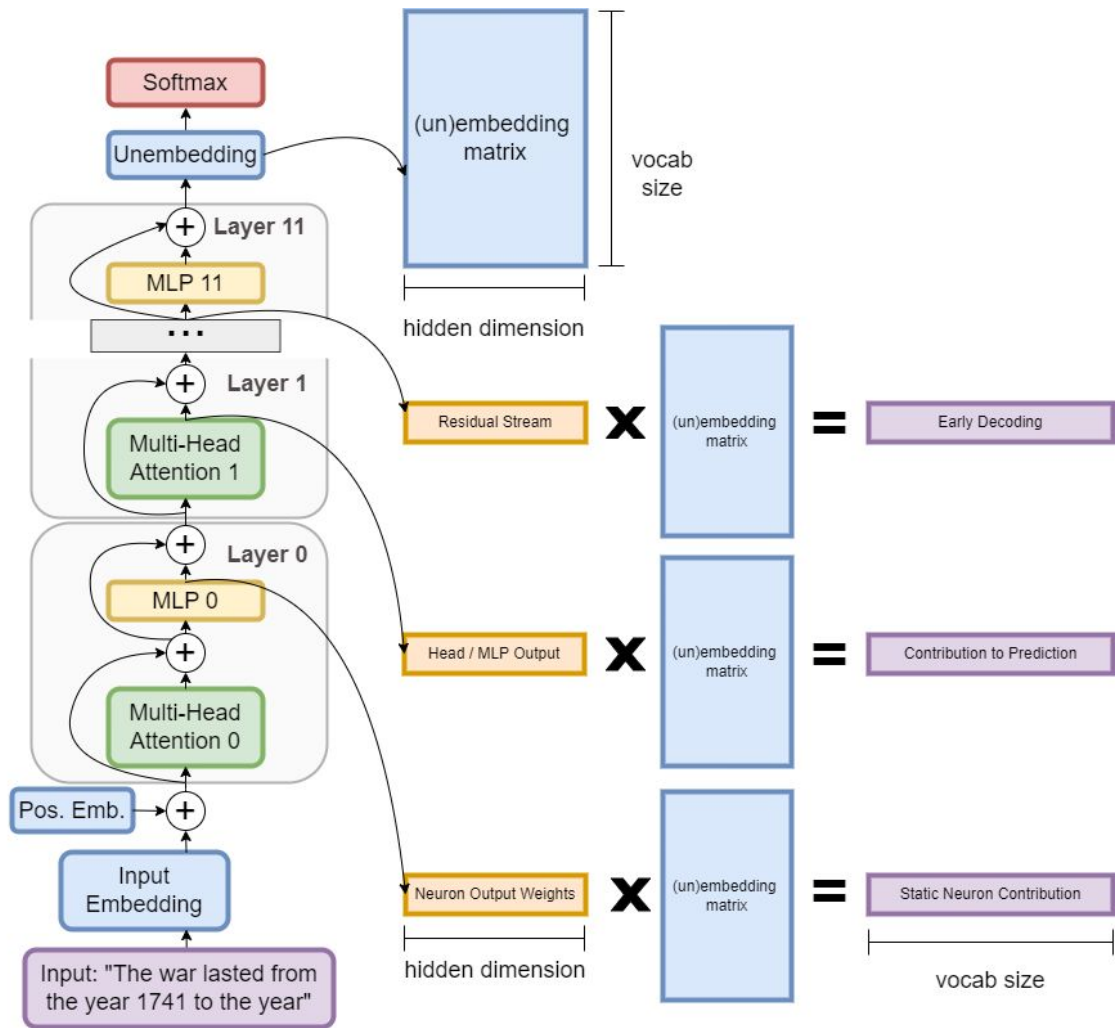 Softmax
Unembedding
Layer 11
MLP 11
...
Layer 1
Multi-Head
Attention 1
Layer 0
MLP 0
Multi-Head
Attention 0
Pos. Emb.
Input
Embedding
Input: "The war lasted from
the year 1741 to the year"
(un)embedding
matrix
vocab
size
hidden dimension
Residual Stream
X
(un)embedding
matrix
=
Early Decoding
Head / MLP Output
X
(un)embedding
matrix
=
Contribution to Prediction
Neuron Output Weights
X
(un)embedding
matrix
=
Static Neuron Contribution
hidden dimension
vocab size